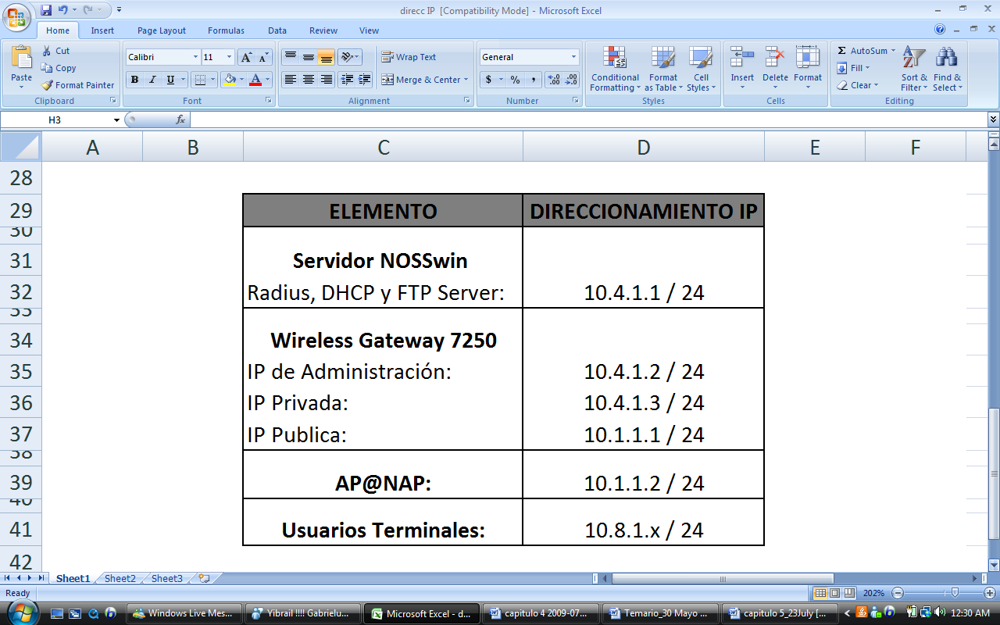 direcc IP [Compatibility Mode] - Microsoft Excel
Home Insert Page Layout Formulas Data Review View
Paste Cut Copy Format Painter Clipboard
Calibri 11 B I U Font
Wrap Text Merge & Center Alignment
General $ % , Number
Conditional Formatting Format as Table Cell Styles Styles
Insert Delete Format Cells
AutoSum Fill Clear Sort & Filter Find & Select Editing
H3 fx
A B C D E F
28
29 ELEMENTO DIRECCIONAMIENTO IP
30
31 Servidor NOSSwin
32 Radius, DHCP y FTP Server: 10.4.1.1 / 24
33
34 Wireless Gateway 7250
35 IP de Administración: 10.4.1.2 / 24
36 IP Privada: 10.4.1.3 / 24
37 IP Publica: 10.1.1.1 / 24
38
39 AP@NAP: 10.1.1.2 / 24
40
41 Usuarios Terminales: 10.8.1.x / 24
42
Sheet1 Sheet2 Sheet3
Ready 202%
Windows Live Mes... Yibrail !!!! Gabrielu... Microsoft Excel - d... capitulo 4 2009-07... Temario_30 Mayo ... capitulo 5_23July [... 12:30 AM